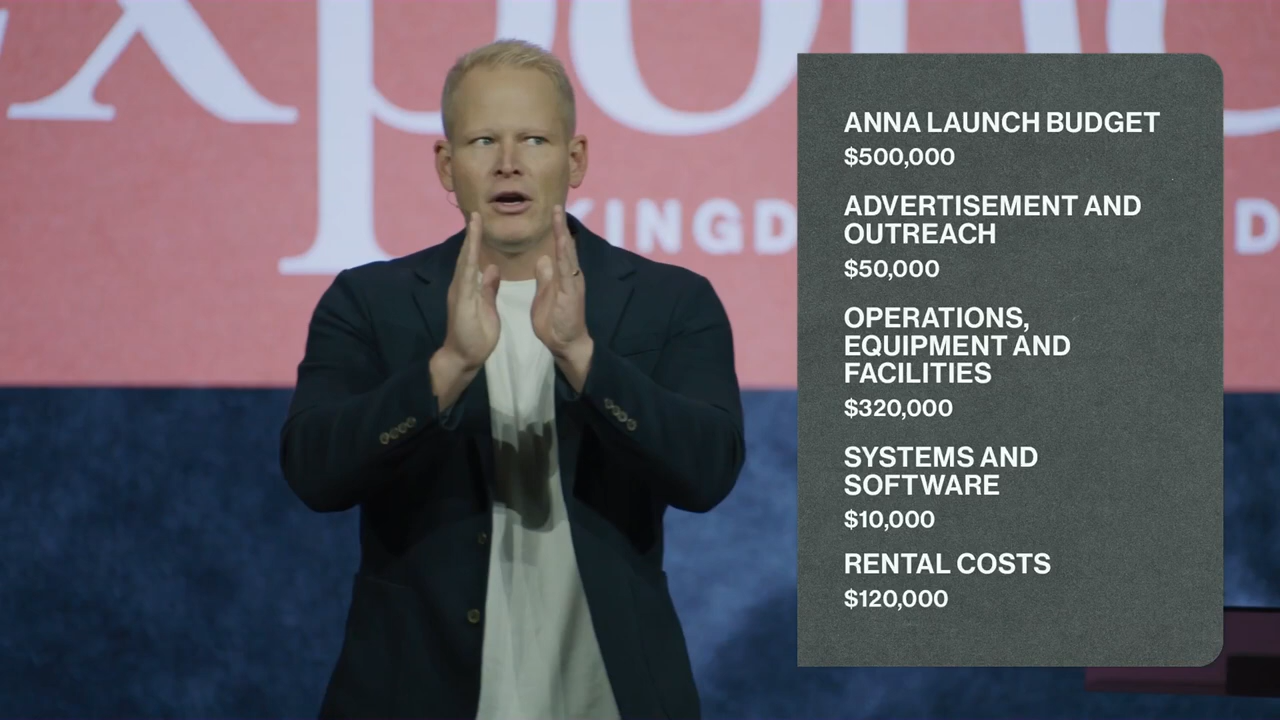 KINGD
D
ANNA LAUNCH BUDGET
$500,000
ADVERTISEMENT AND
OUTREACH
$50,000
OPERATIONS,
EQUIPMENT AND
FACILITIES
$320,000
SYSTEMS AND
SOFTWARE
$10,000
RENTAL COSTS
$120,000